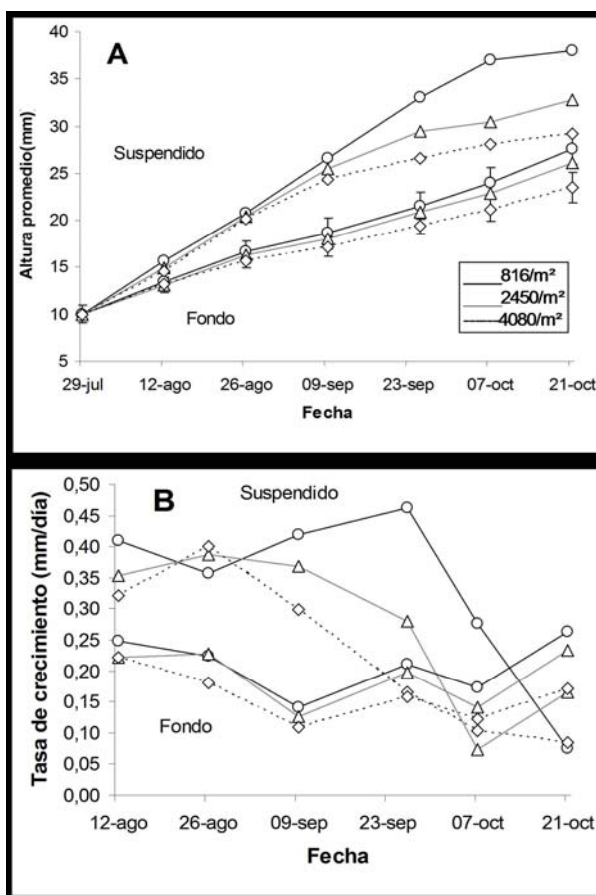 A
Altura promedio(mm)
40
35
30
25
20
15
10
5
Suspendido
Fondo
816/m²
2450/m²
4080/m²
29-jul 12-ago 26-ago 09-sep 23-sep 07-oct 21-oct
Fecha
B
Tasa de crecimiento (mm/día)
Suspendido
0,50
0,45
0,40
0,35
0,30
0,25
0,20
0,15
0,10
0,05
0,00
Fondo
12-ago 26-ago 09-sep 23-sep 07-oct 21-oct
Fecha